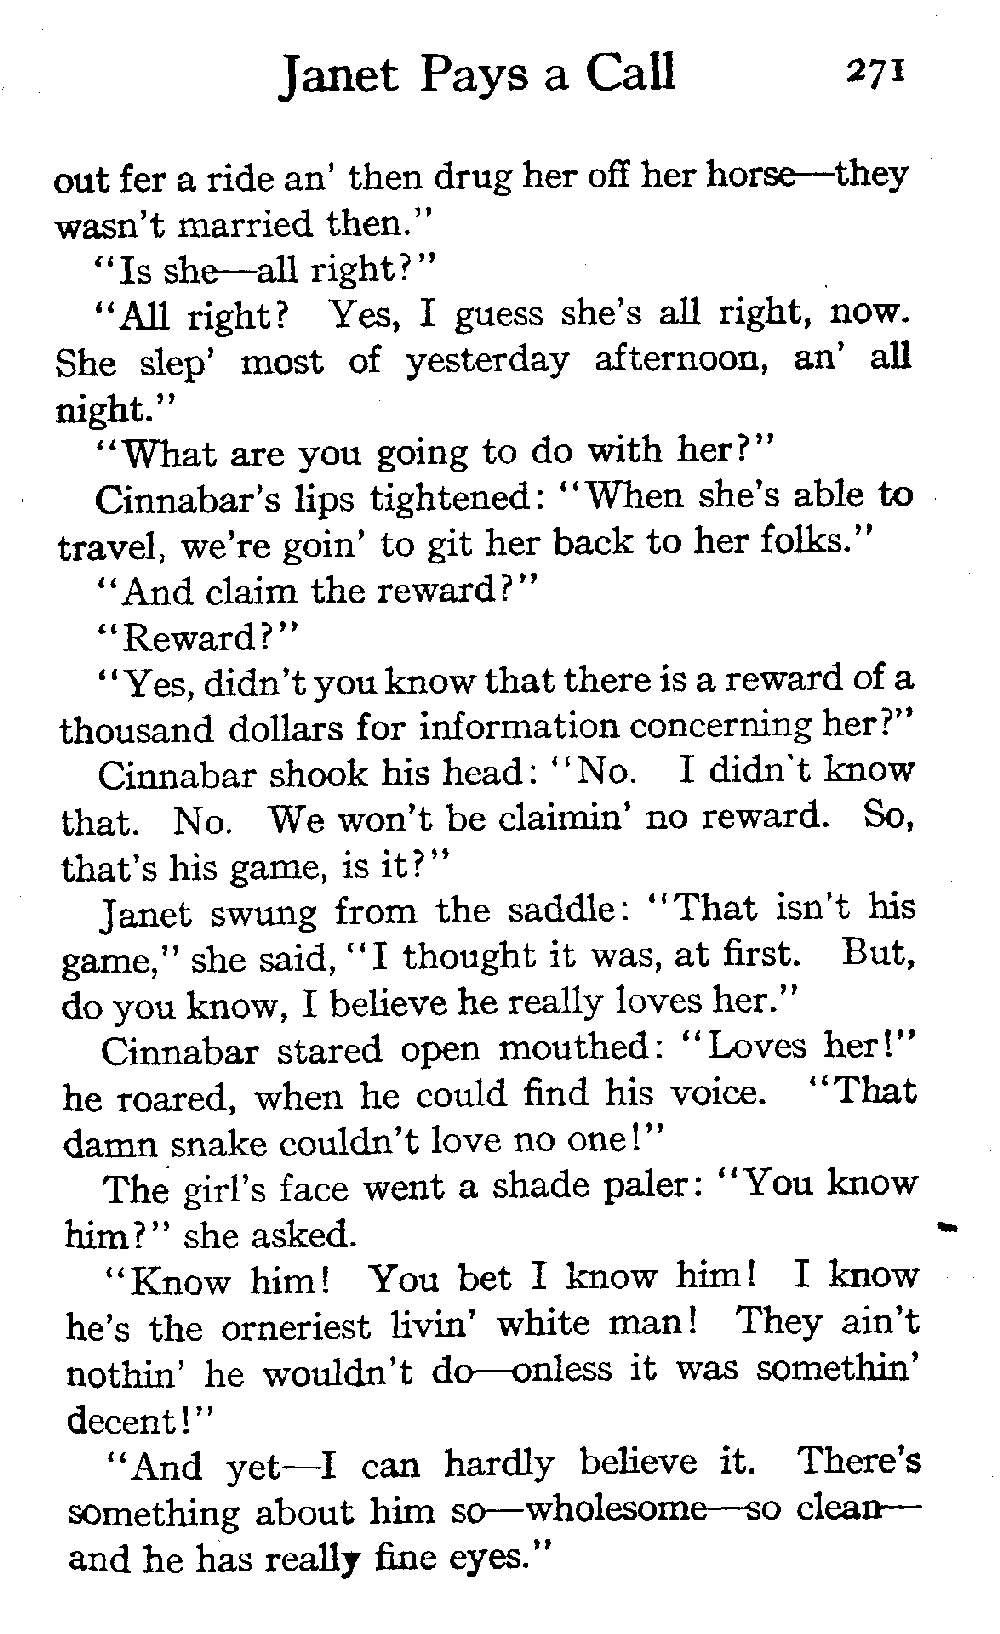 Janet Pays a Call 271
out fer a ride an' then drug her off her horse—they
wasn't married then."
"Is she—all right?"
"All right? Yes, I guess she's all right, now.
She slep' most of yesterday afternoon, an' all
night."
"What are you going to do with her?"
Cinnabar's lips tightened: "When she's able to
travel, we're goin' to git her back to her folks."
"And claim the reward?"
"Reward?"
"Yes, didn't you know that there is a reward of a
thousand dollars for information concerning her?"
Cinnabar shook his head: "No. I didn't know
that. No. We won't be claimin' no reward. So,
that's his game, is it?"
Janet swung from the saddle: "That isn't his
game," she said, "I thought it was, at first. But,
do you know, I believe he really loves her."
Cinnabar stared open mouthed: "Loves her!"
he roared, when he could find his voice. "That
damn snake couldn't love no one!"
The girl's face went a shade paler: "You know
him?" she asked.
"Know him! You bet I know him! I know
he's the orneriest livin' white man! They ain't
nothin' he wouldn't do—onless it was somethin'
decent!"
"And yet—I can hardly believe it. There's
something about him so—wholesome—so clean—
and he has really fine eyes."